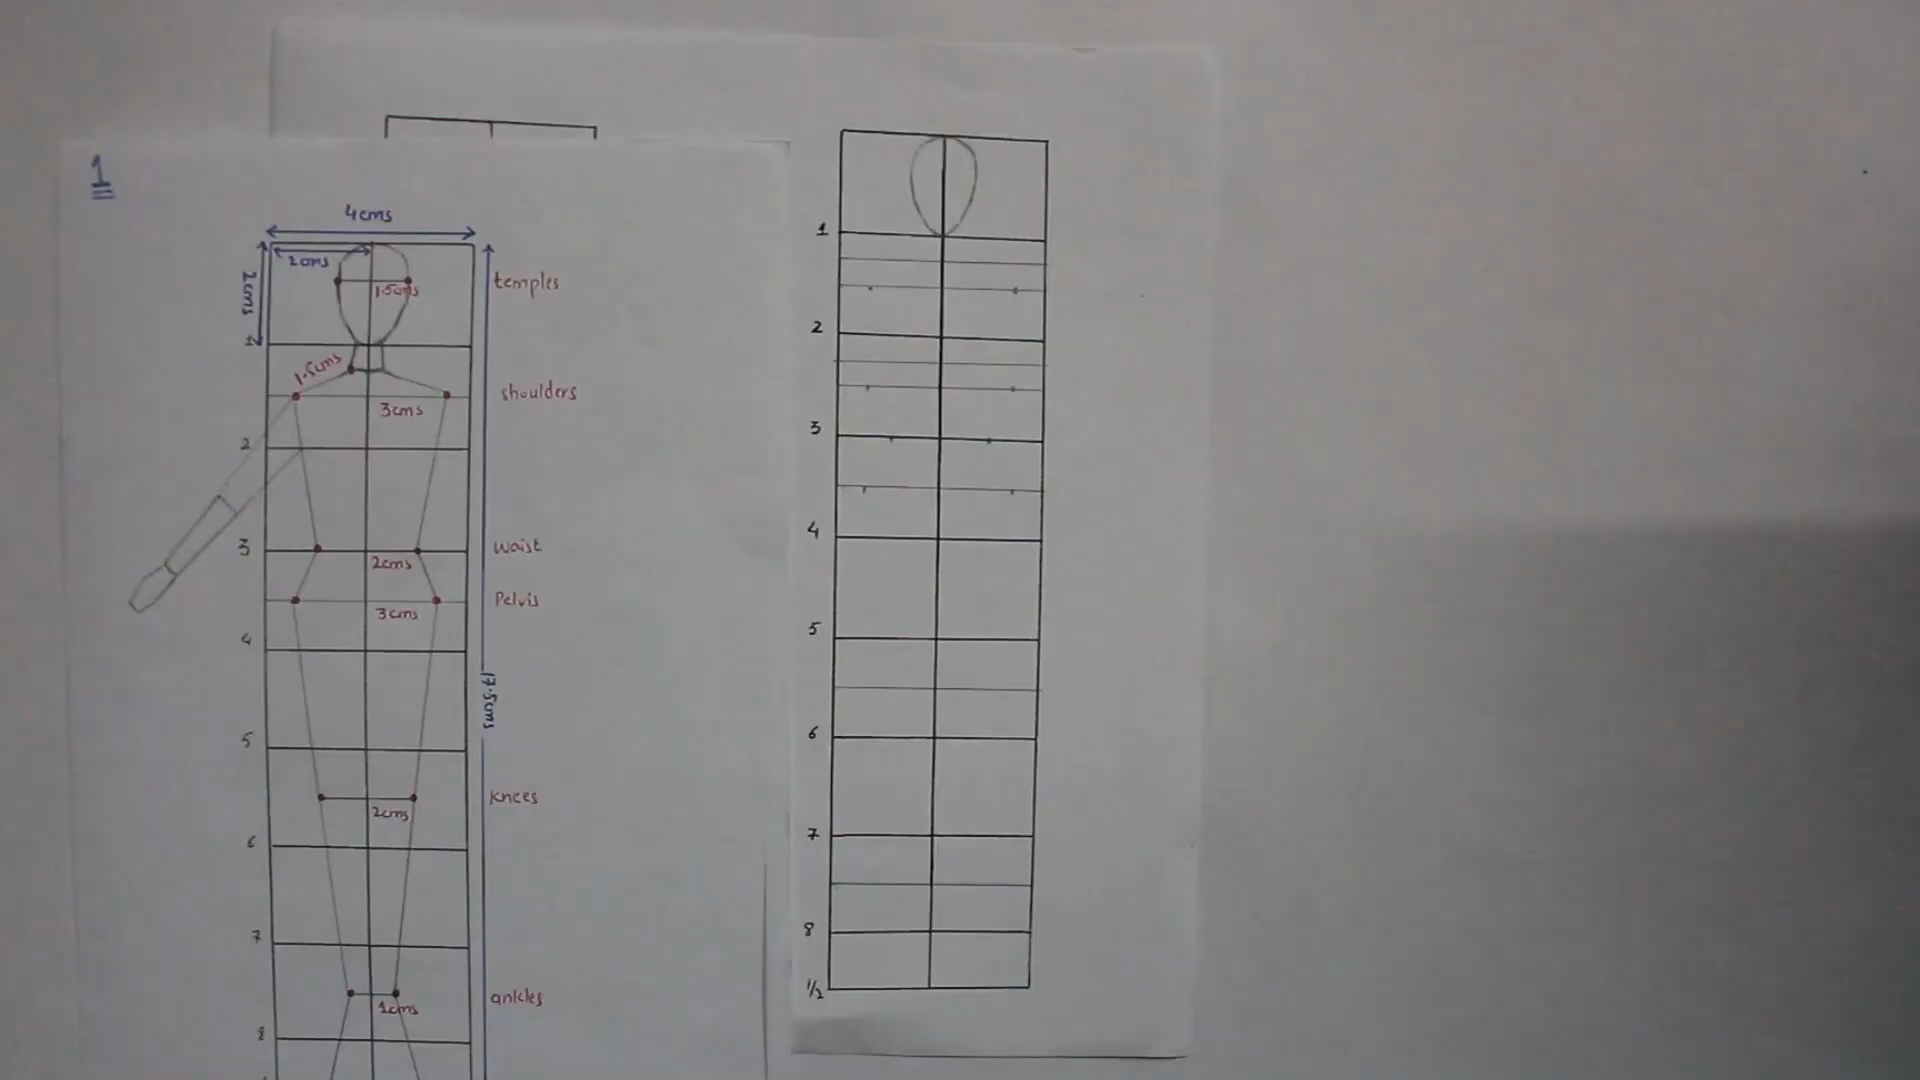 1
4cms
2cms
2cms
temples
1.5cms
1
1.5cms
shoulders
3cms
2
3
waist
2cms
Pelvis
3cms
4
17.5cms
5
knees
2cms
6
7
ankles
1cms
8
1
2
3
4
5
6
7
8
1/2